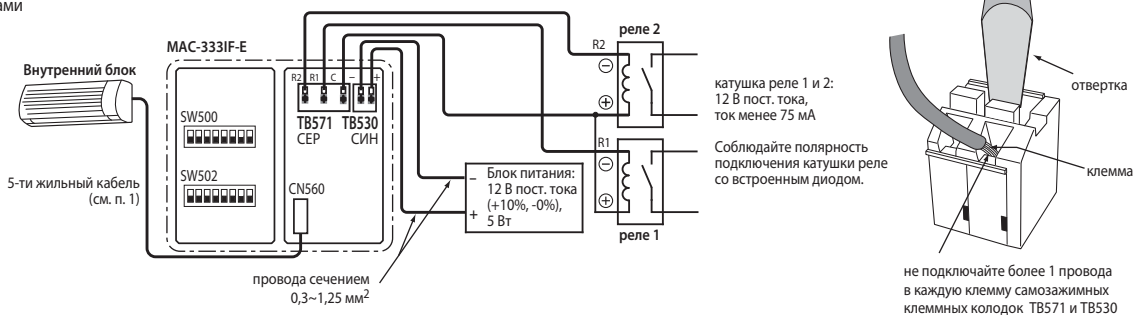 ами
MAC-333IF-E
Внутренний блок
5-ти жильный кабель
(см. п. 1)
SW500
SW502
R2 R1 C – +
TB571 TB530
СЕР СИН
CN560
– Блок питания:
12 В пост. тока
+ (+10%, -0%),
5 Вт
провода сечением
0,3~1,25 мм²
реле 2
R2
–
+
R1
–
+
реле 1
катушка реле 1 и 2:
12 В пост. тока,
ток менее 75 мА
Соблюдайте полярность
подключения катушки реле
со встроенным диодом.
отвертка
клемма
не подключайте более 1 провода
в каждую клемму самозажимных
клеммных колодок TB571 и TB530